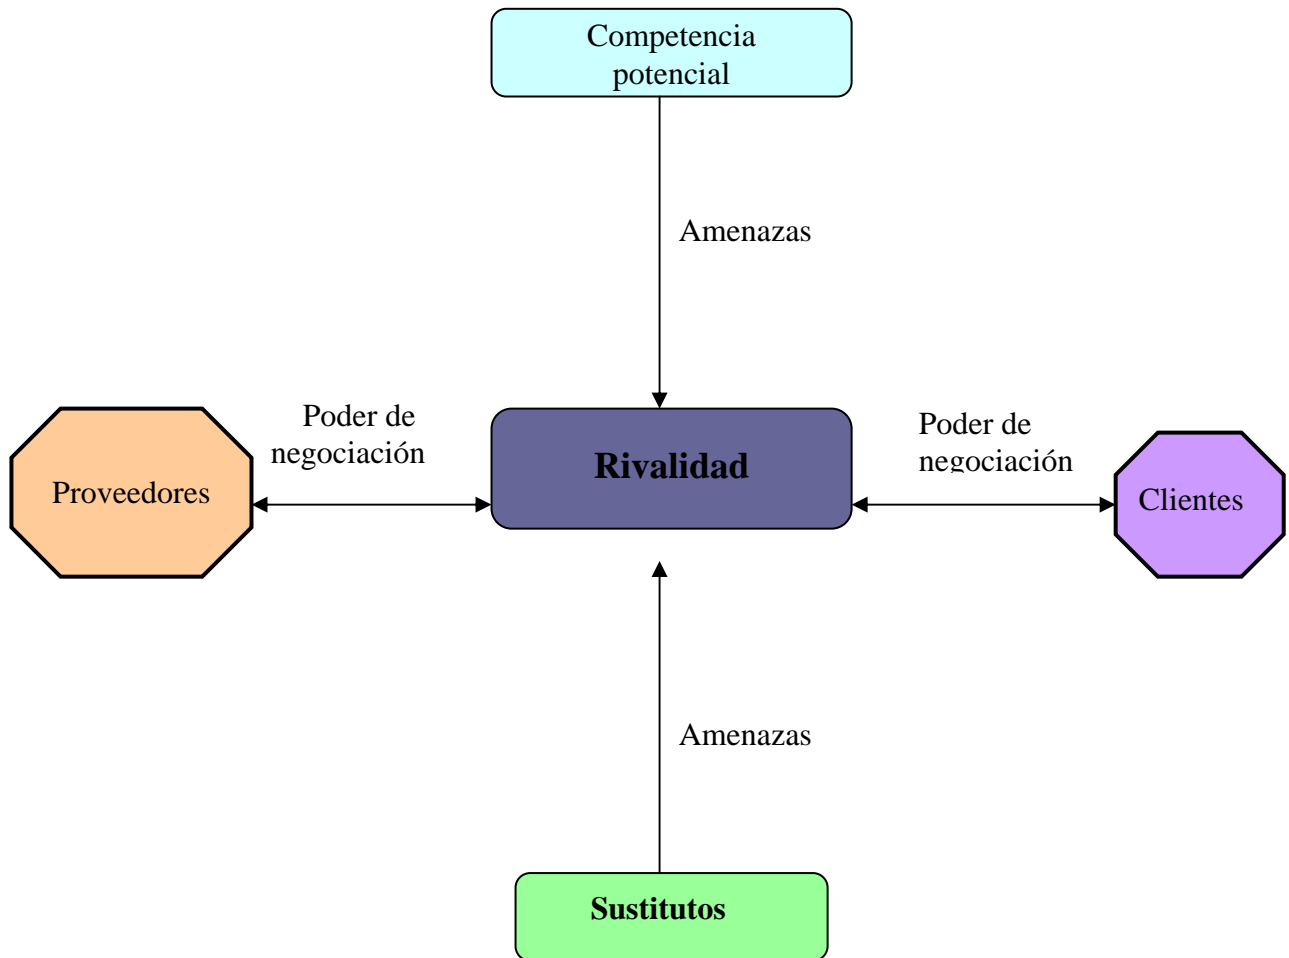 Competencia
potencial
Amenazas
Poder de
negociación
Proveedores
Rivalidad
Poder de
negociación
Clientes
Amenazas
Sustitutos